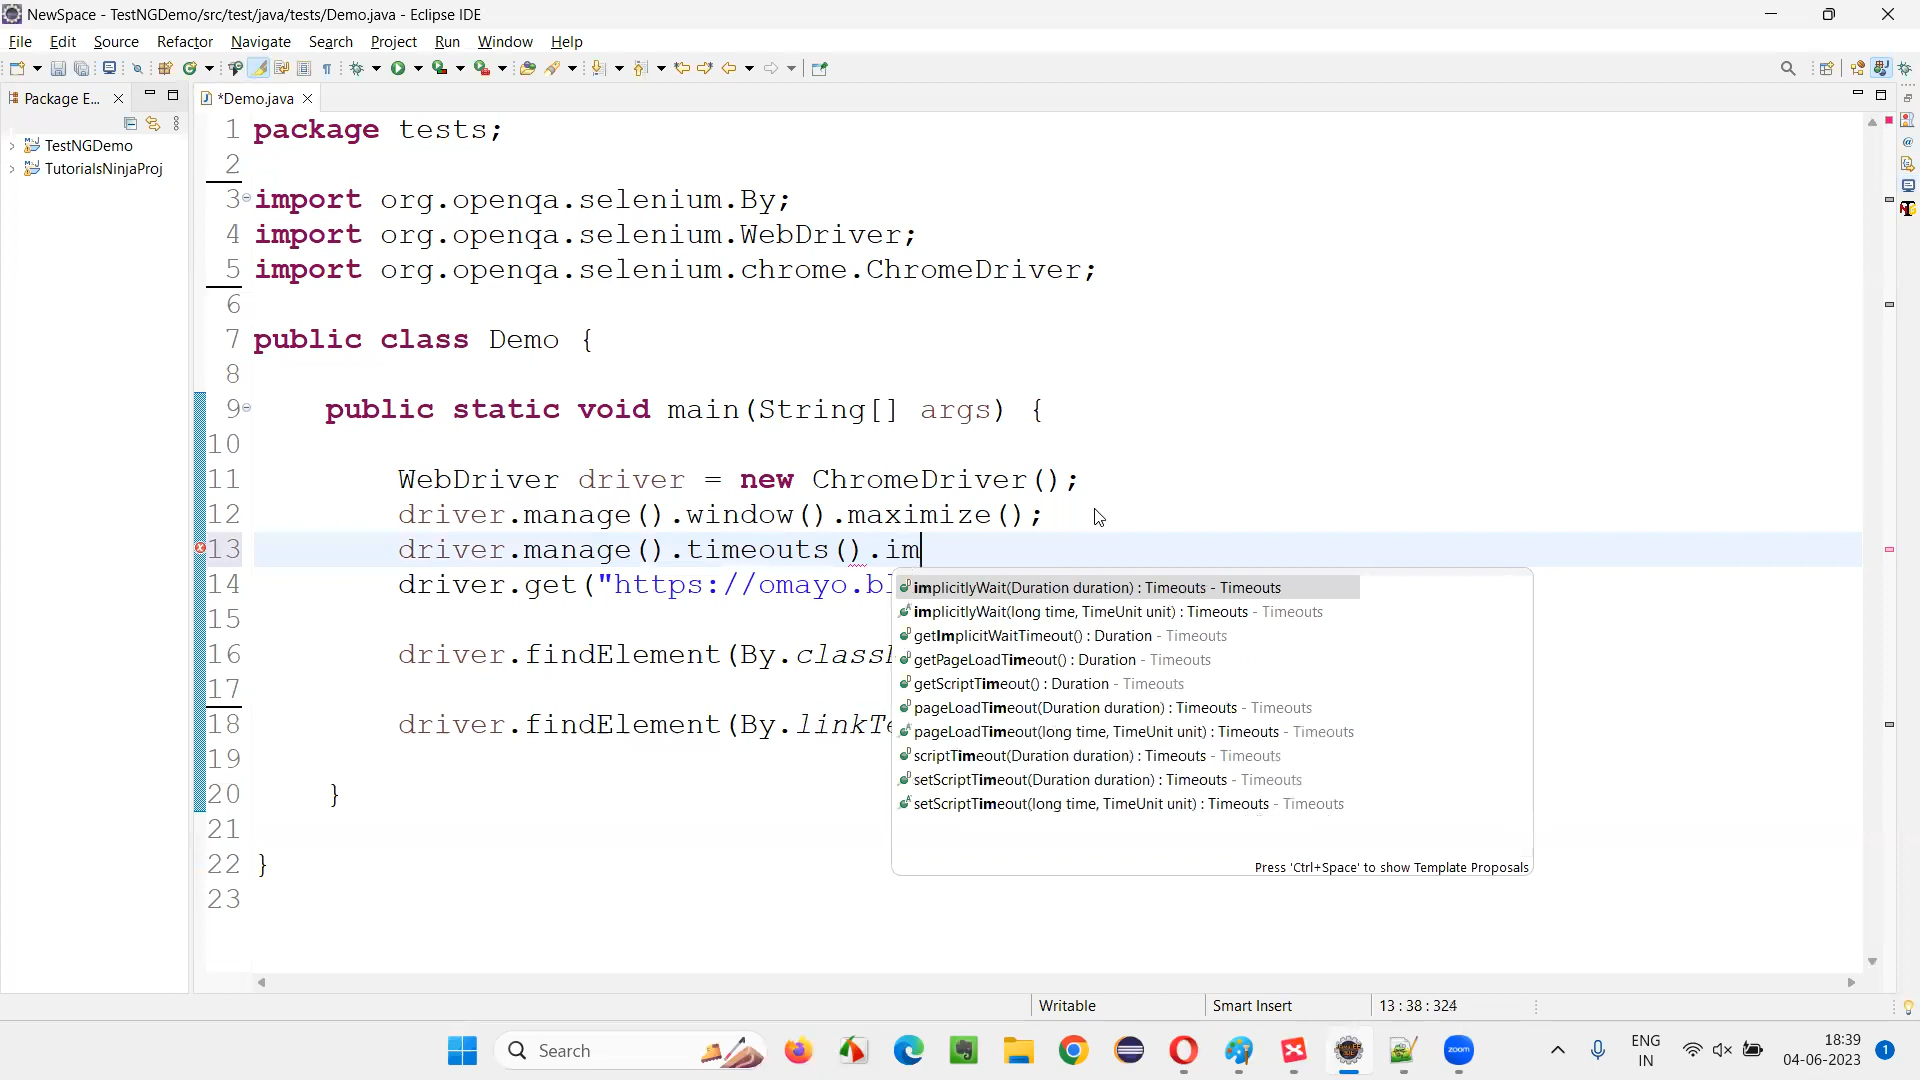 NewSpace - TestNGDemo/src/test/java/tests/Demo.java - Eclipse IDE
File Edit Source Refactor Navigate Search Project Run Window Help
Package E...
*Demo.java
TestNGDemo
TutorialsNinjaProj
1 package tests;
2
3 import org.openqa.selenium.By;
4 import org.openqa.selenium.WebDriver;
5 import org.openqa.selenium.chrome.ChromeDriver;
6
7 public class Demo {
8
9 public static void main(String[] args) {
10
11 WebDriver driver = new ChromeDriver();
12 driver.manage().window().maximize();
13 driver.manage().timeouts().im
14 driver.get("https://omayo.bl
15
16 driver.findElement(By.class
17
18 driver.findElement(By.linkTe
19
20 }
21
22 }
23
implicitlyWait(Duration duration) : Timeouts - Timeouts
implicitlyWait(long time, TimeUnit unit) : Timeouts - Timeouts
getImplicitWaitTimeout() : Duration - Timeouts
getPageLoadTimeout() : Duration - Timeouts
getScriptTimeout() : Duration - Timeouts
pageLoadTimeout(Duration duration) : Timeouts - Timeouts
pageLoadTimeout(long time, TimeUnit unit) : Timeouts - Timeouts
scriptTimeout(Duration duration) : Timeouts - Timeouts
setScriptTimeout(Duration duration) : Timeouts - Timeouts
setScriptTimeout(long time, TimeUnit unit) : Timeouts - Timeouts
Press 'Ctrl+Space' to show Template Proposals
Writable
Smart Insert
13 : 38 : 324
Search
zoom
ENG
IN
18:39
04-06-2023
1